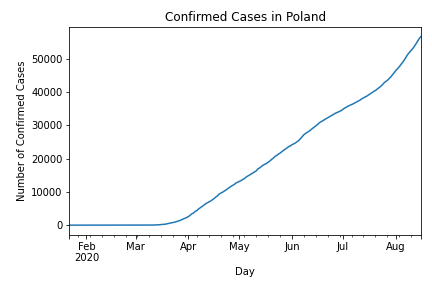 Confirmed Cases in Poland
Number of Confirmed Cases
50000
40000
30000
20000
10000
0
Feb Mar Apr May Jun Jul Aug
2020
Day